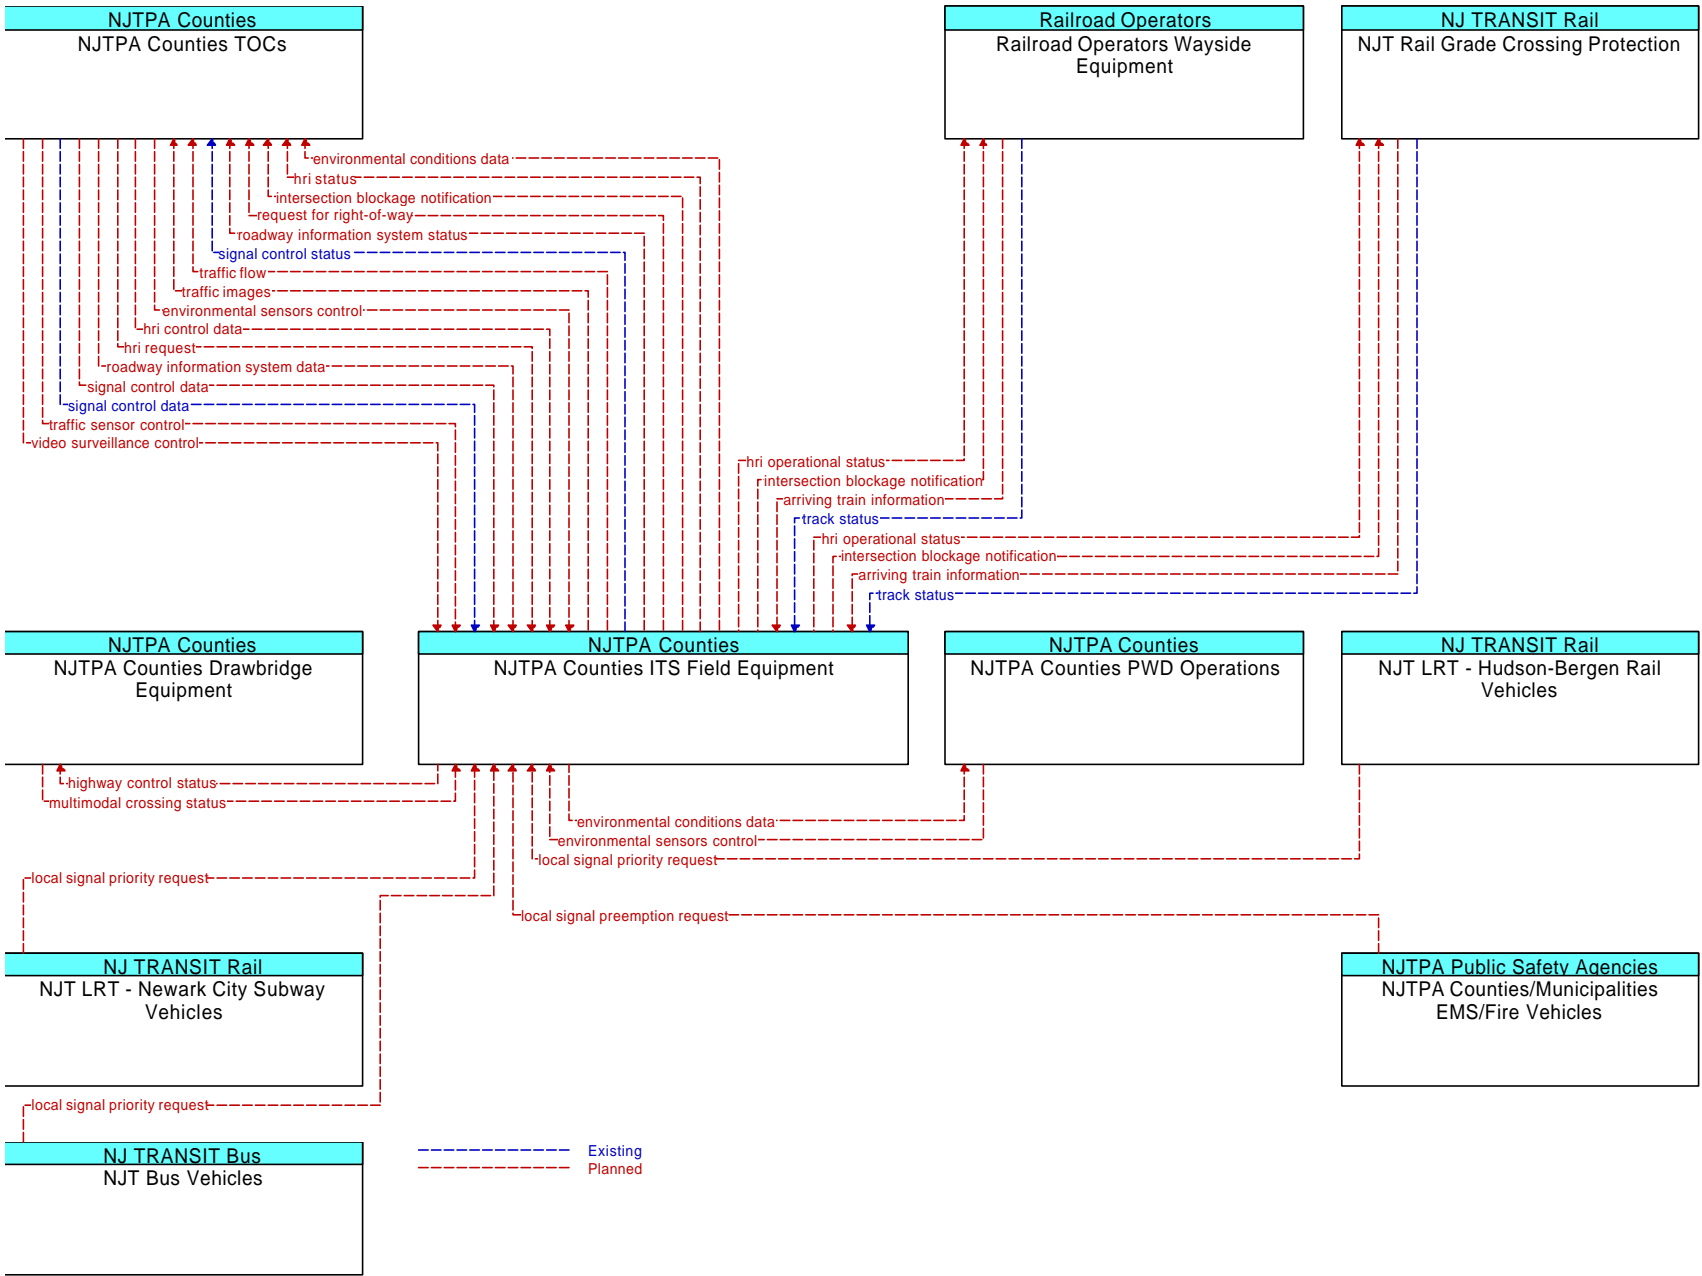 NJTPA Counties
NJTPA Counties TOCs
Railroad Operators
Railroad Operators Wayside
Equipment
NJ TRANSIT Rail
NJT Rail Grade Crossing Protection
environmental conditions data
hri status
intersection blockage notification
request for right-of-way
roadway information system status
signal control status
traffic flow
traffic images
environmental sensors control
hri control data
hri request
roadway information system data
signal control data
signal control data
traffic sensor control
video surveillance control
hri operational status
intersection blockage notification
arriving train information
track status
hri operational status
intersection blockage notification
arriving train information
track status
NJTPA Counties
NJTPA Counties Drawbridge
Equipment
NJTPA Counties
NJTPA Counties ITS Field Equipment
NJTPA Counties
NJTPA Counties PWD Operations
NJ TRANSIT Rail
NJT LRT - Hudson-Bergen Rail
Vehicles
highway control status
multimodal crossing status
environmental conditions data
environmental sensors control
local signal priority request
local signal priority request
local signal preemption request
NJ TRANSIT Rail
NJT LRT - Newark City Subway
Vehicles
NJTPA Public Safety Agencies
NJTPA Counties/Municipalities
EMS/Fire Vehicles
local signal priority request
NJ TRANSIT Bus
NJT Bus Vehicles
Existing
Planned